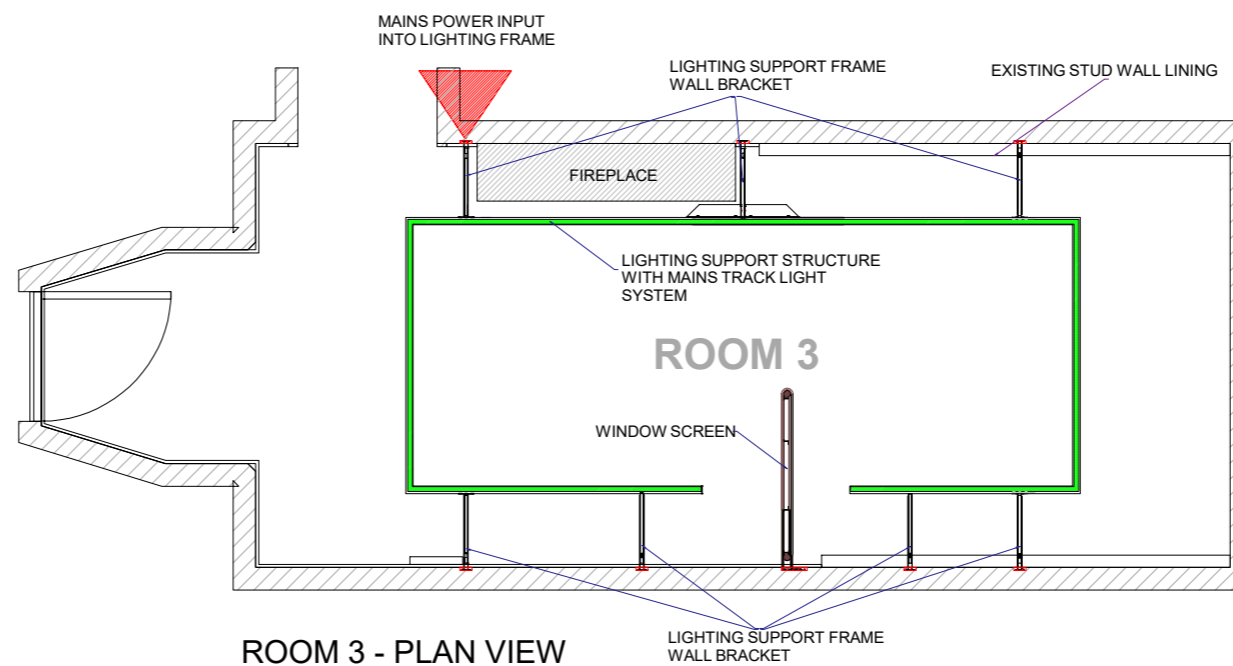 MAINS POWER INPUT
INTO LIGHTING FRAME
LIGHTING SUPPORT FRAME
WALL BRACKET
EXISTING STUD WALL LINING
FIREPLACE
LIGHTING SUPPORT STRUCTURE
WITH MAINS TRACK LIGHT
SYSTEM
ROOM 3
WINDOW SCREEN
LIGHTING SUPPORT FRAME
WALL BRACKET
ROOM 3 - PLAN VIEW